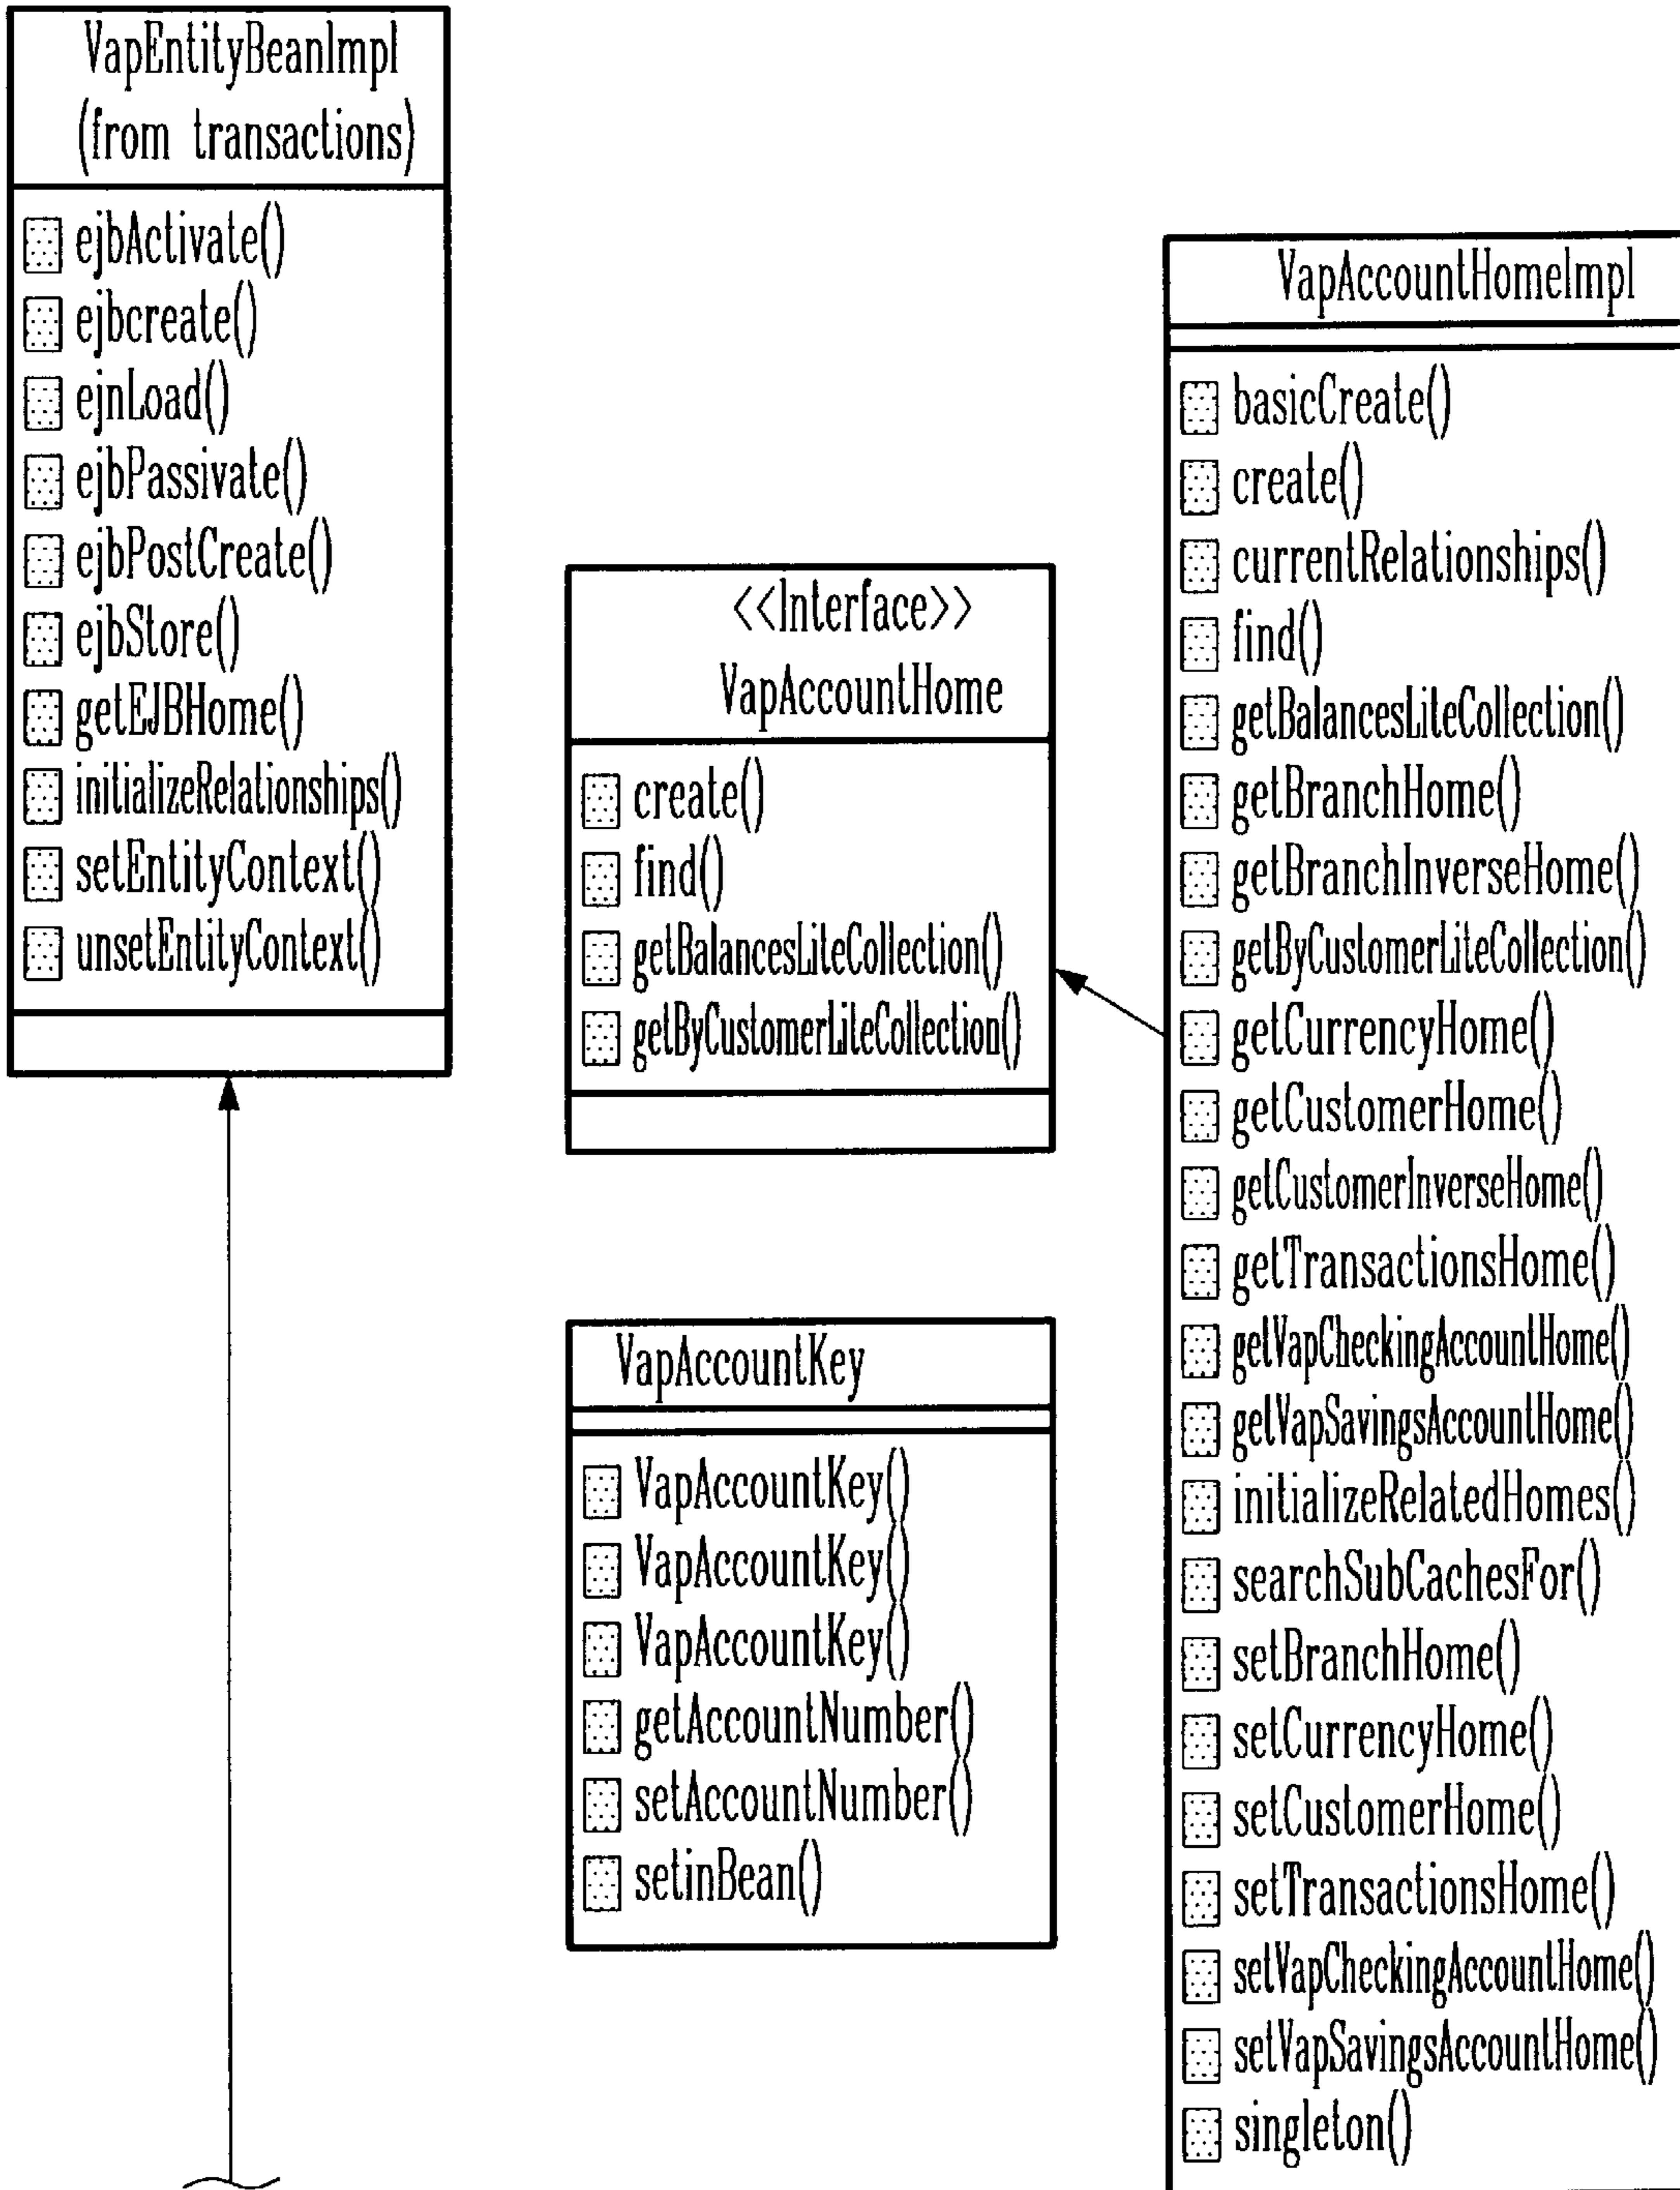 VapEntityBeanImpl
(from transactions)
ejbActivate()
ejbcreate()
ejnLoad()
ejbPassivate()
ejbPostCreate()
ejbStore()
getEJBHome()
initializeRelationships()
setEntityContext()
unsetEntityContext()
<<Interface>>
VapAccountHome
create()
find()
getBalancesLiteCollection()
getByCustomerLiteCollection()
VapAccountKey
VapAccountKey()
VapAccountKey()
VapAccountKey()
getAccountNumber()
setAccountNumber()
setinBean()
VapAccountHomeImpl
basicCreate()
create()
currentRelationships()
find()
getBalancesLiteCollection()
getBranchHome()
getBranchInverseHome()
getByCustomerLiteCollection()
getCurrencyHome()
getCustomerHome()
getCustomerInverseHome()
getTransactionsHome()
getVapCheckingAccountHome()
getVapSavingsAccountHome()
initializeRelatedHomes()
searchSubCachesFor()
setBranchHome()
setCurrencyHome()
setCustomerHome()
setTransactionsHome()
setVapCheckingAccountHome()
setVapSavingsAccountHome()
singleton()